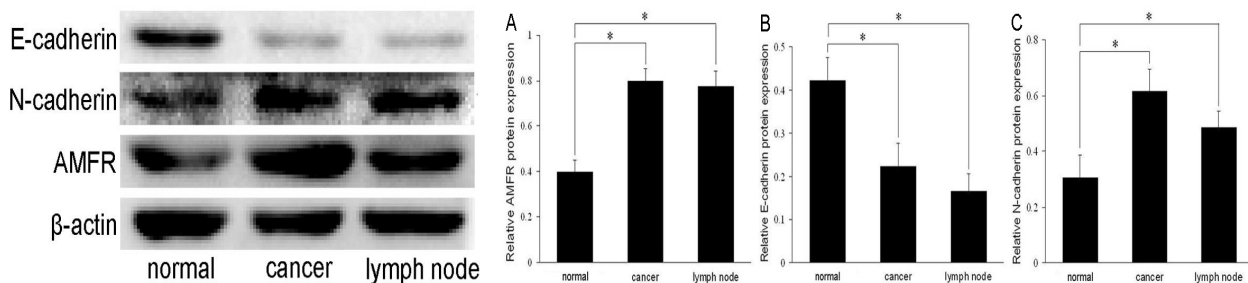 E-cadherin
N-cadherin
AMFR
β-actin
normal cancer lymph node
A
Relative AMFR protein expression
1
0.8
0.6
0.4
0.2
0
* *
normal cancer lymph node
B
Relative E-cadherin protein expression
0.5
0.4
0.3
0.2
0.1
0
* *
normal cancer lymph node
C
Relative N-cadherin protein expression
0.8
0.6
0.4
0.2
0
* *
normal cancer lymph node